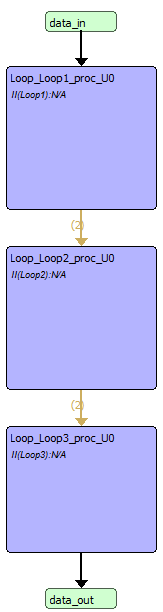 data_in
Loop_Loop1_proc_U0
II(Loop1):N/A
(2)
Loop_Loop2_proc_U0
II(Loop2):N/A
(2)
Loop_Loop3_proc_U0
II(Loop3):N/A
data_out